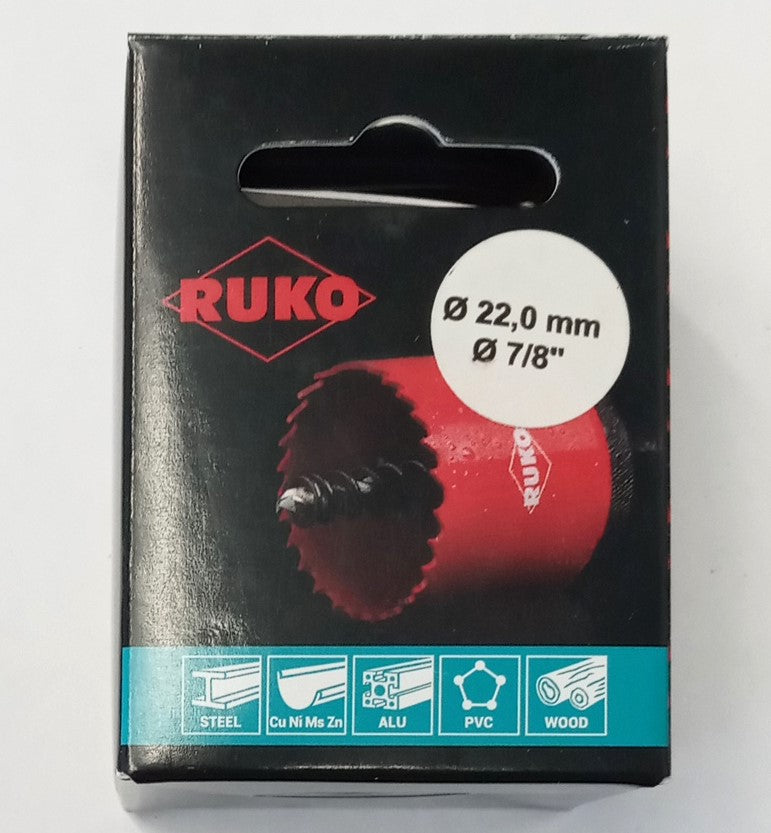 RUKO
Ø 22,0 mm
Ø 7/8"
RUKO
STEEL
Cu Ni Ms Zn
ALU
PVC
WOOD